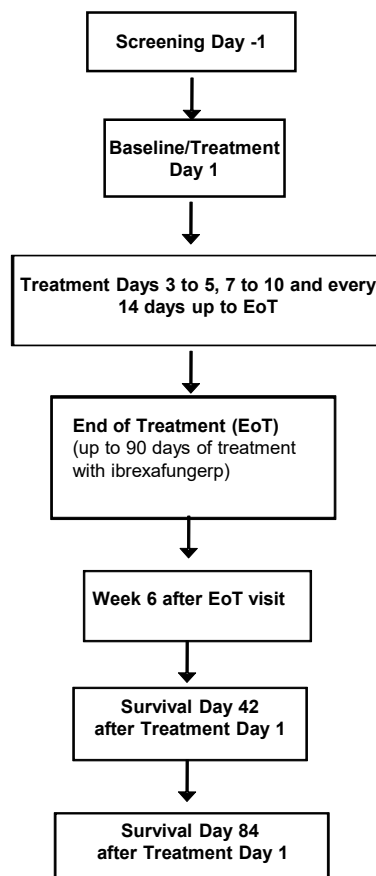 Screening Day -1
Baseline/Treatment
Day 1
Treatment Days 3 to 5, 7 to 10 and every
14 days up to EoT
End of Treatment (EoT)
(up to 90 days of treatment
with ibrexafungerp)
Week 6 after EoT visit
Survival Day 42
after Treatment Day 1
Survival Day 84
after Treatment Day 1